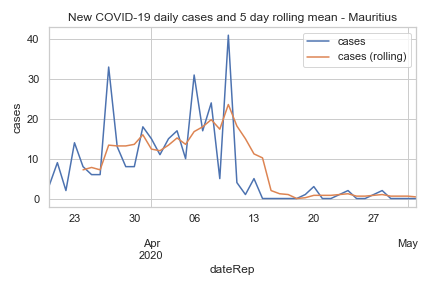 New COVID-19 daily cases and 5 day rolling mean - Mauritius
cases
cases (rolling)
40
30
20
10
0
cases
23
30
06
13
20
27
Apr
2020
May
dateRep